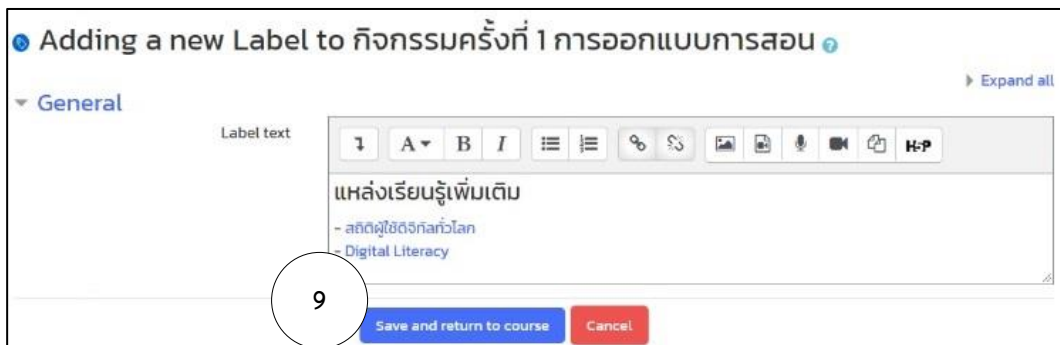 Adding a new Label to กิจกรรมครั้งที่ 1 การออกแบบการสอน
Expand all
General
Label text
A B I H-P
แหล่งเรียนรู้เพิ่มเติม
- สถิติผู้ใช้ดิจิทัลทั่วโลก
- Digital Literacy
9
Save and return to course Cancel